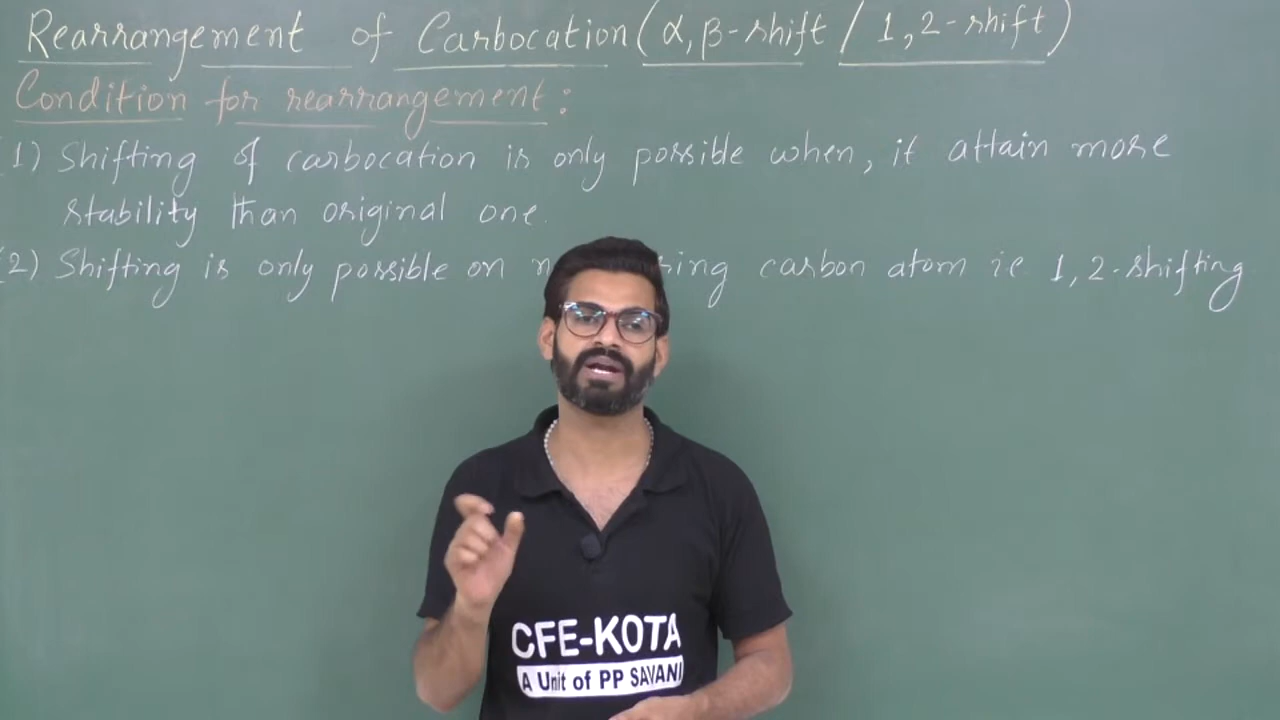 Rearrangement of Carbocation (α,β-shift / 1,2-shift)
Condition for rearrangement:
1) Shifting of carbocation is only possible when, it attain more
stability than original one.
(2) Shifting is only possible on carbon atom ie 1,2-shifting
CFE-KOTA
A Unit of PP SAVANI